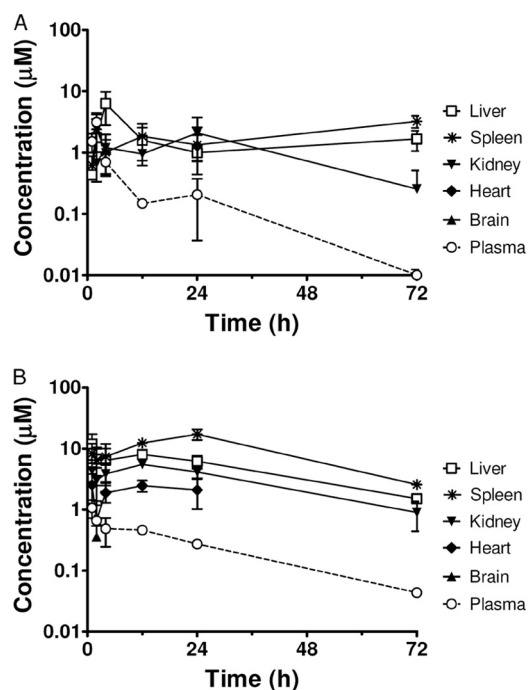 A
Concentration (µM)
100
10
1
0.1
0.01
0 24 48 72
Time (h)
Liver
Spleen
Kidney
Heart
Brain
Plasma
B
Concentration (µM)
100
10
1
0.1
0.01
0 24 48 72
Time (h)
Liver
Spleen
Kidney
Heart
Brain
Plasma